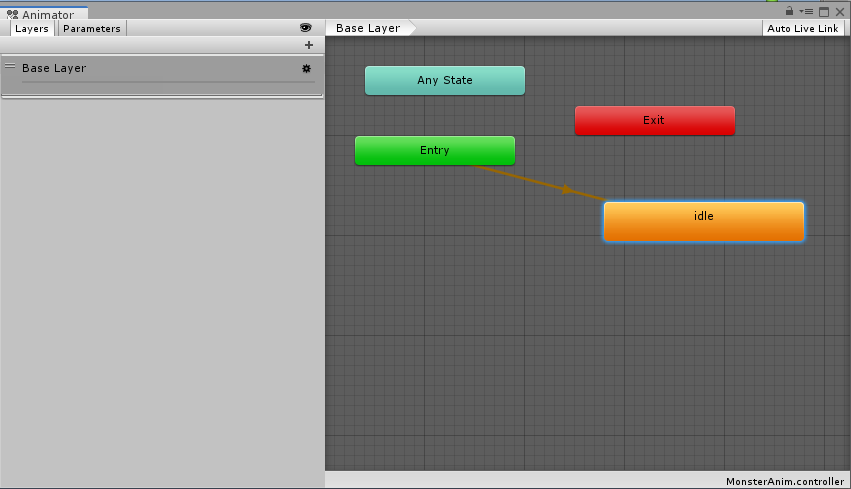 Animator
Layers
Parameters
Base Layer
Auto Live Link
Base Layer
Any State
Exit
Entry
idle
MonsterAnim.controller